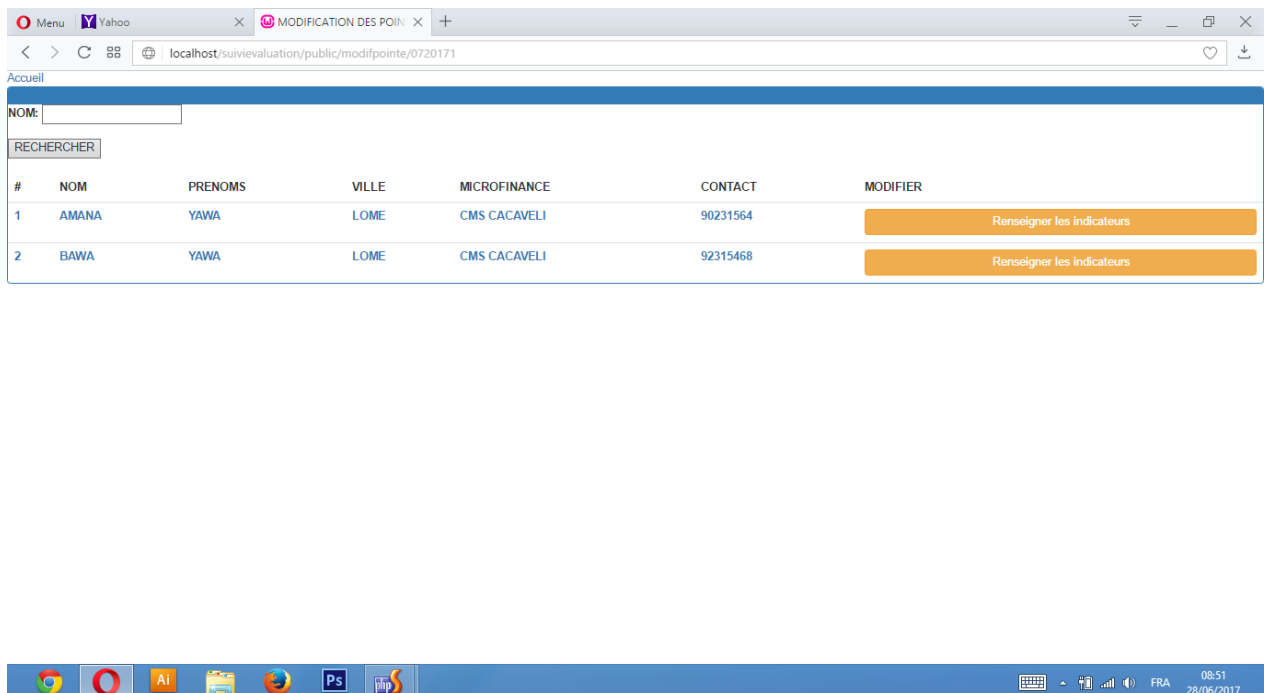 Menu Yahoo MODIFICATION DES POIN
localhost/suivievaluation/public/modifpointe/0720171
Accueil
NOM:
RECHERCHER
# NOM PRENOMS VILLE MICROFINANCE CONTACT MODIFIER
1 AMANA YAWA LOME CMS CACAVELI 90231564 Renseigner les indicateurs
2 BAWA YAWA LOME CMS CACAVELI 92315468 Renseigner les indicateurs
Ai Ps php FRA 08:51
28/06/2017